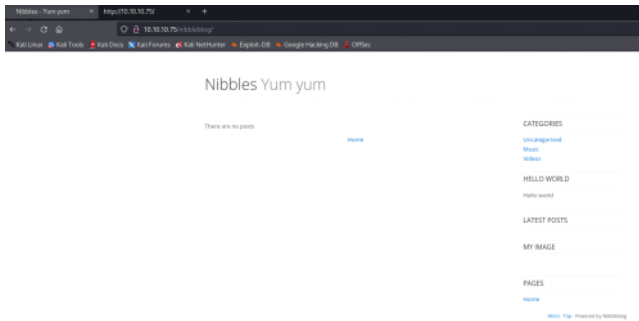 Nibbles - Yum yum
http://10.10.10.75/
10.10.10.75/nibbleblog/
Kali Linux Kali Tools Kali Docs Kali Forums Kali NetHunter Exploit-DB Google Hacking DB OffSec
Nibbles Yum yum
There are no posts
Home
CATEGORIES
Uncategorised
Music
Videos
HELLO WORLD
Hello world
LATEST POSTS
MY IMAGE
PAGES
Home
Atom · Top · Powered by Nibbleblog